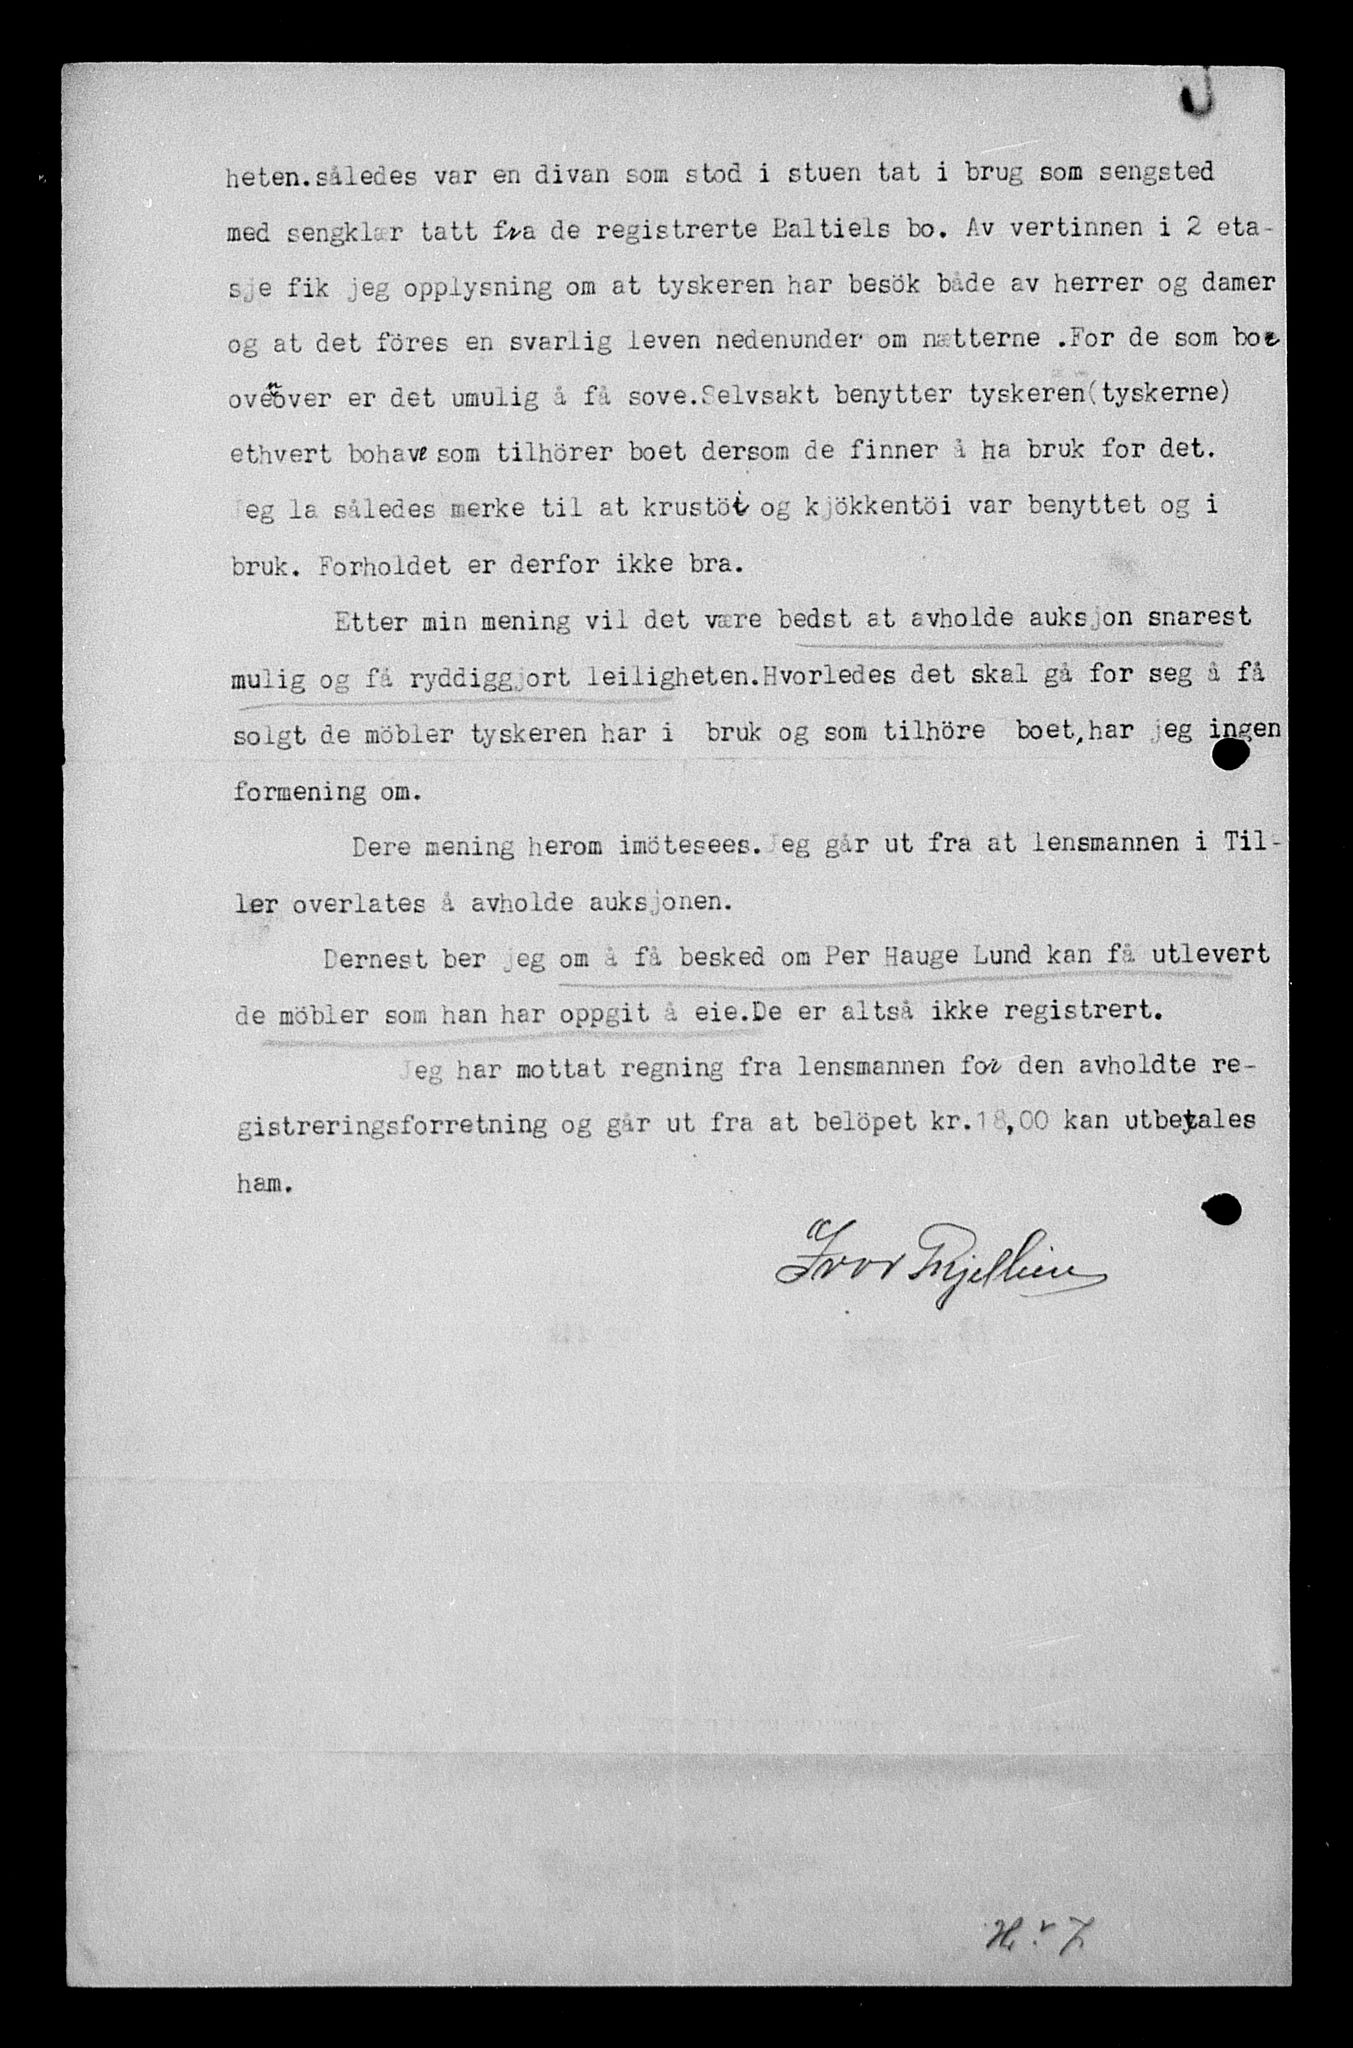 heten.således var en divan som stod i stuen tat i brug som sengsted
med sengklær tatt fra de registrerte Paltiels bo. Av vertinnen i 2 eta-
sje fik jeg opplysning om at tyskeren har besök både av herrer og damer
og at det föres en svarlig leven nedenunder om nætterne .For de som boe
ovenover er det umulig å få sove.Selvsakt benytter tyskeren(tyskerne)
ethvert bohave som tilhörer boet dersom de finner å ha bruk for det.
Jeg la således merke til at krustöi og kjökkentöi var benyttet og i
bruk. Forholdet er derfor ikke bra.
Etter min mening vil det være bedst at avholde auksjon snarest
mulig og få ryddiggjort leiligheten.Hvorledes det skal gå for seg å få
solgt de möbler tyskeren har i bruk og som tilhöre boet,har jeg ingen
formening om.
Dere mening herom imötesees.Jeg går ut fra at lensmannen i Til-
ler overlates å avholde auksjonen.
Dernest ber jeg om å få besked om Per Hauge Lund kan få utlevert
de möbler som han har oppgit å eie.De er altså ikke registrert.
Jeg har mottat regning fra lensmannen for den avholdte re-
gistreringsforretning og går ut fra at belöpet kr.18,00 kan utbetales
ham.